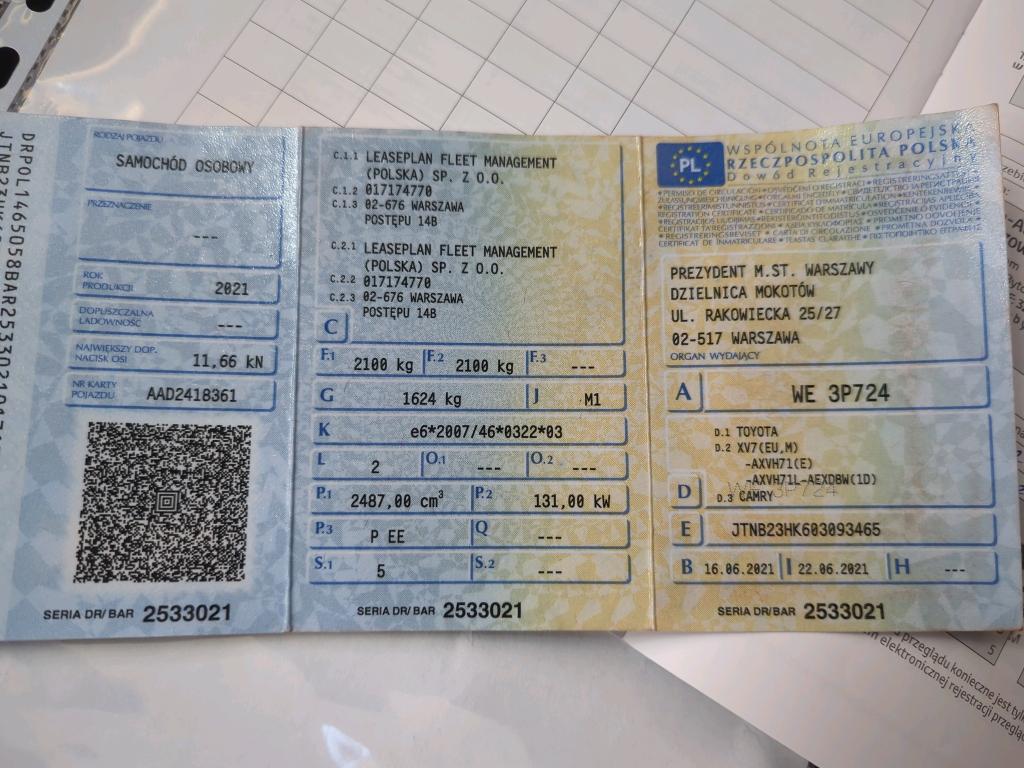 RODZAJ POJAZDU
SAMOCHÓD OSOBOWY
PRZEZNACZENIE
---
ROK PRODUKCJI 2021
DOPUSZCZALNA ŁADOWNOŚĆ ---
NAJWIĘKSZY DOP. NACISK OSI 11,66 kN
NR KARTY POJAZDU AAD2418361
SERIA DR/BAR 2533021
C.1.1 LEASEPLAN FLEET MANAGEMENT
(POLSKA) SP. Z O.O.
C.1.2 017174770
C.1.3 02-676 WARSZAWA
POSTĘPU 14B
C.2.1 LEASEPLAN FLEET MANAGEMENT
(POLSKA) SP. Z O.O.
C.2.2 017174770
C.2.3 02-676 WARSZAWA
POSTĘPU 14B
C
F.1 2100 kg F.2 2100 kg F.3 ---
G 1624 kg J M1
K e6*2007/46*0322*03
L 2 O.1 --- O.2 ---
P.1 2487,00 cm³ P.2 131,00 kW
P.3 P EE Q ---
S.1 5 S.2 ---
SERIA DR/BAR 2533021
PL
WSPÓLNOTA EUROPEJSKA
RZECZPOSPOLITA POLSKA
Dowód Rejestracyjny
PREZYDENT M.ST. WARSZAWY
DZIELNICA MOKOTÓW
UL. RAKOWIECKA 25/27
02-517 WARSZAWA
ORGAN WYDAJĄCY
A WE 3P724
D.1 TOYOTA
D.2 XV7(EU,M)
-AXVH71(E)
-AXVH71L-AEXDBW(1D)
D D.3 CAMRY
WE 3P724
E JTNB23HK603093465
B 16.06.2021 I 22.06.2021 H ---
SERIA DR/BAR 2533021
przeglądu konieczne jest
elektronicznej rejestracji